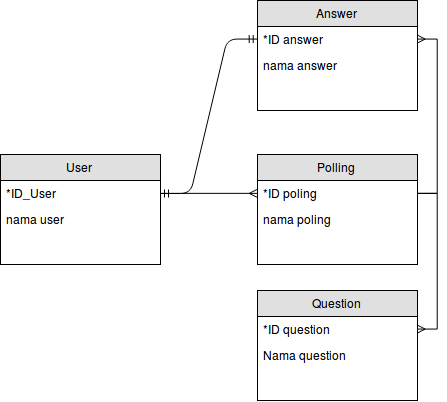 Answer
*ID answer
nama answer
User
*ID_User
nama user
Polling
*ID poling
nama poling
Question
*ID question
Nama question